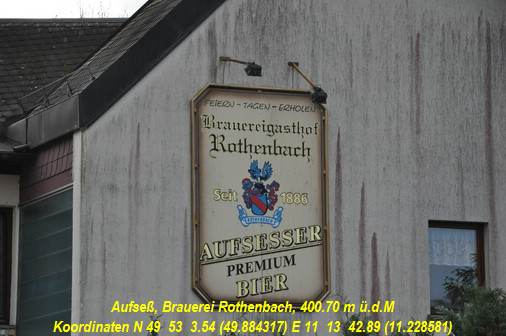 FEIERN - TAGEN - ERHOLEN
Brauereigasthof
Rothenbach
Seit 1886
ROTHENBACH
AUFSESSER
PREMIUM
BIER
Aufseß, Brauerei Rothenbach, 400.70 m ü.d.M
Koordinaten N 49 53 3.54 (49.884317) E 11 13 42.89 (11.228581)